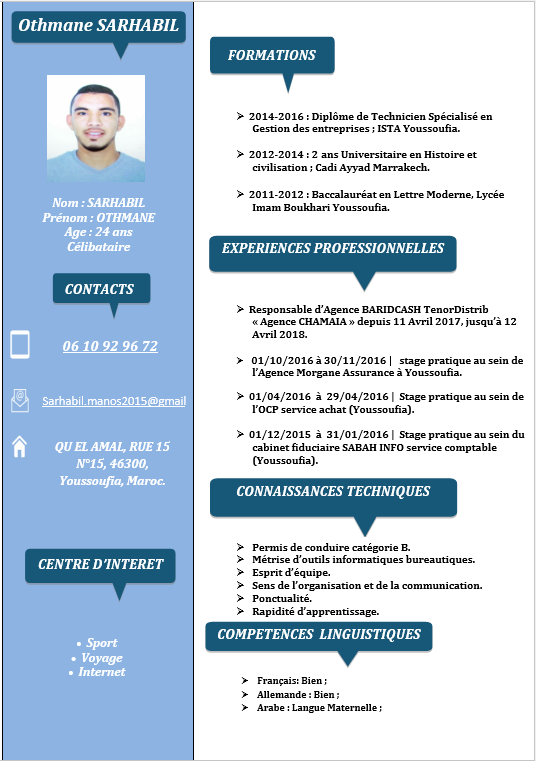 Othmane SARHABIL
Nom : SARHABIL
Prénom : OTHMANE
Age : 24 ans
Célibataire
CONTACTS
06 10 92 96 72
Sarhabil.manos2015@gmail
QU EL AMAL, RUE 15
N°15, 46300,
Youssoufia, Maroc.
CENTRE D'INTERET
• Sport
• Voyage
• Internet
FORMATIONS
➢ 2014-2016 : Diplôme de Technicien Spécialisé en
Gestion des entreprises ; ISTA Youssoufia.
➢ 2012-2014 : 2 ans Universitaire en Histoire et
civilisation ; Cadi Ayyad Marrakech.
➢ 2011-2012 : Baccalauréat en Lettre Moderne, Lycée
Imam Boukhari Youssoufia.
EXPERIENCES PROFESSIONNELLES
➢ Responsable d'Agence BARIDCASH TenorDistrib
« Agence CHAMAIA » depuis 11 Avril 2017, jusqu'à 12
Avril 2018.
➢ 01/10/2016 à 30/11/2016 | stage pratique au sein de
l'Agence Morgane Assurance à Youssoufia.
➢ 01/04/2016 à 29/04/2016 | Stage pratique au sein de
l'OCP service achat (Youssoufia).
➢ 01/12/2015 à 31/01/2016 | Stage pratique au sein du
cabinet fiduciaire SABAH INFO service comptable
(Youssoufia).
CONNAISSANCES TECHNIQUES
➢ Permis de conduire catégorie B.
➢ Métrise d'outils informatiques bureautiques.
➢ Esprit d'équipe.
➢ Sens de l'organisation et de la communication.
➢ Ponctualité.
➢ Rapidité d'apprentissage.
COMPETENCES LINGUISTIQUES
➢ Français: Bien ;
➢ Allemande : Bien ;
➢ Arabe : Langue Maternelle ;